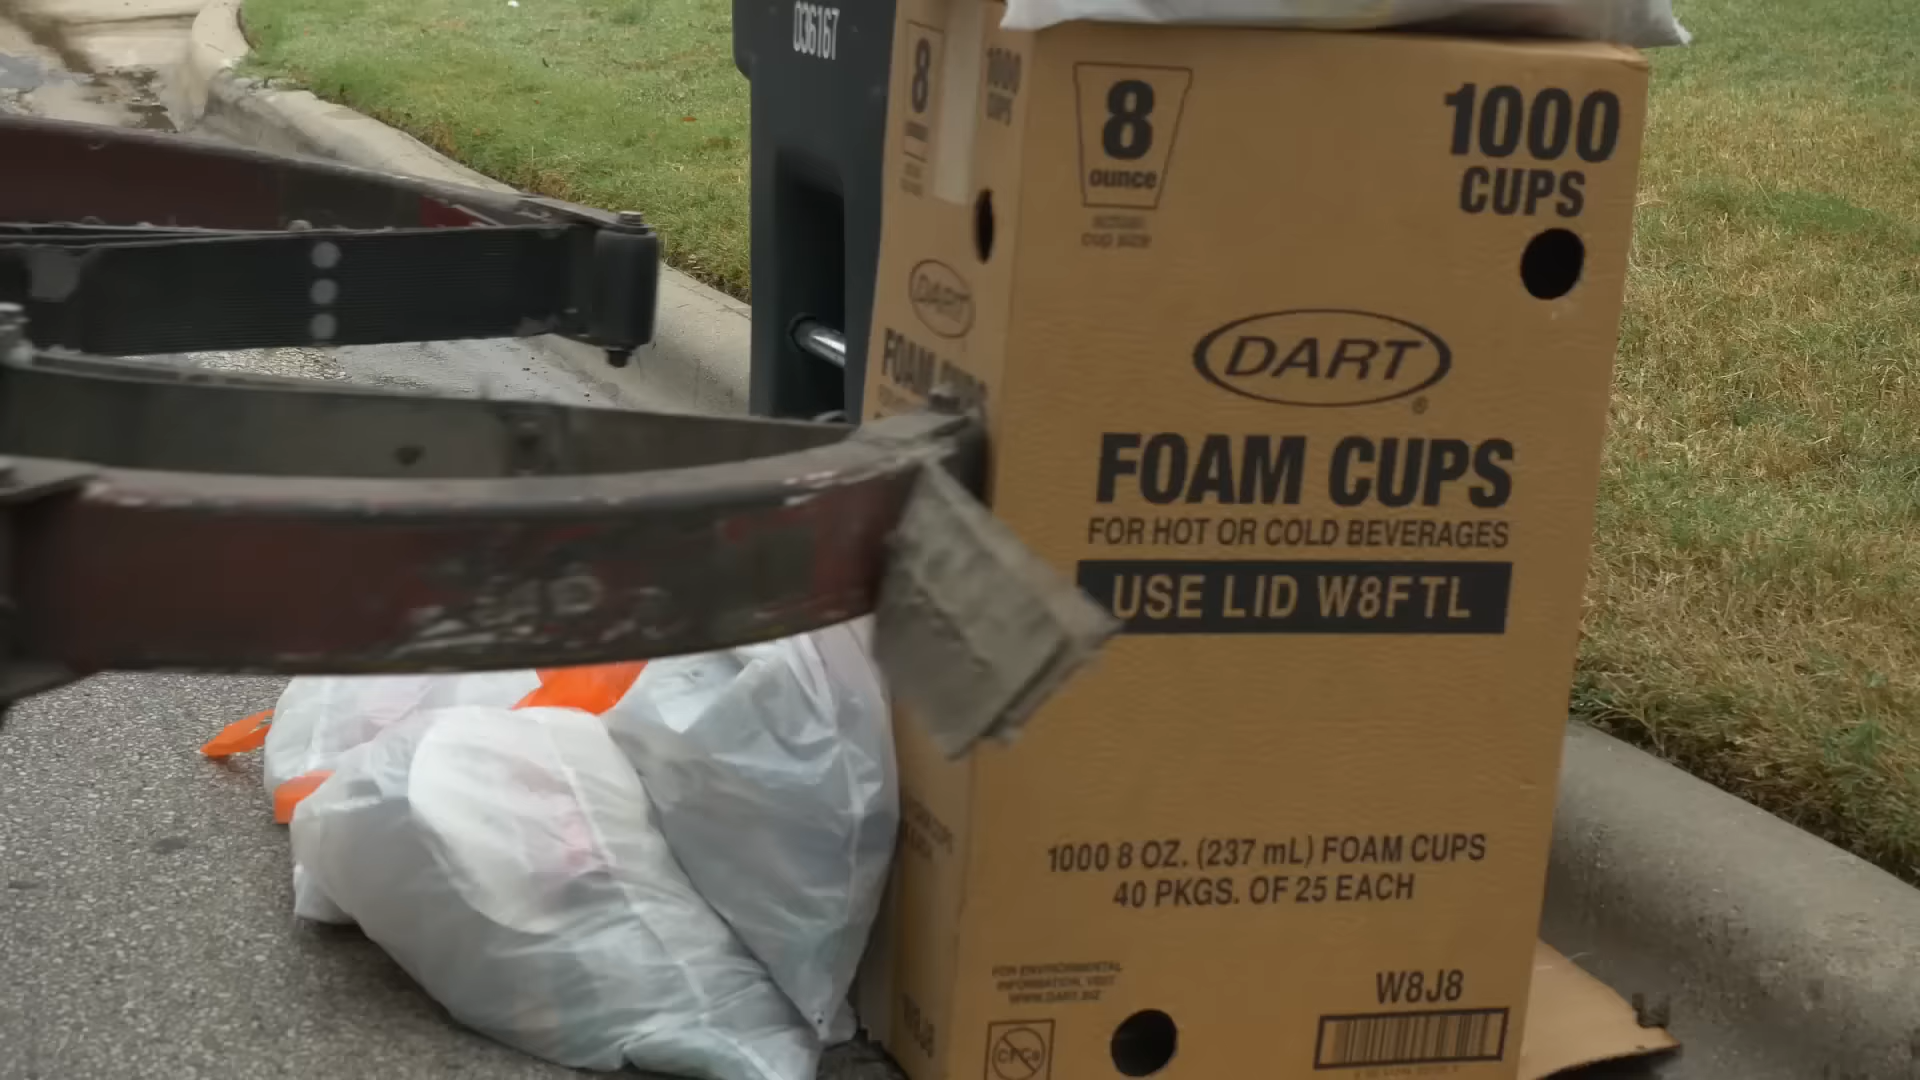 036167
8
1000
CUPS
8
ounce
1000
CUPS
DART
FOAM CUPS
DART
FOAM CUPS
FOR HOT OR COLD BEVERAGES
USE LID W8FTL
1000 8 OZ. (237 mL) FOAM CUPS
40 PKGS. OF 25 EACH
FOR ENVIRONMENTAL
INFORMATION, VISIT
WWW.DART.BIZ
W8J8
W8J8
CFCs